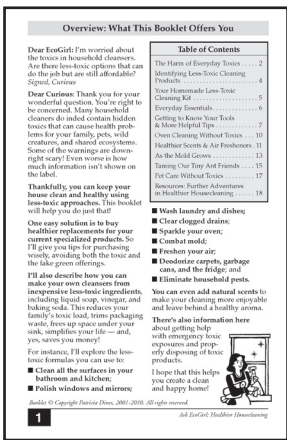 Overview: What This Booklet Offers You
Dear EcoGirl: I'm worried about
the toxics in household cleansers.
Are there less-toxic options that can
do the job but are still affordable?
Signed, Curious
Dear Curious: Thank you for your
wonderful question. You're right to
be concerned. Many household
cleaners do inded contain hidden
toxics that can cause health prob-
lems for your family, pets, wild
creatures, and shared ecosystems.
Some of the warnings are down-
right scary! Even worse is how
much information isn't shown on
the label.
Thankfully, you can keep your
house clean and healthy using
less-toxic approaches. This booklet
will help you do just that!
One easy solution is to buy
healthier replacements for your
current specialized products. So
I'll give you tips for purchasing
wisely, avoiding both the toxic and
the fake green offerings.
I'll also describe how you can
make your own cleansers from
inexpensive less-toxic ingredients,
including liquid soap, vinegar, and
baking soda. This reduces your
family's toxic load, trims packaging
waste, frees up space under your
sink, simplifies your life — and,
yes, saves you money!
For instance, I'll explore the less-
toxic formulas you can use to:
■ Clean all the surfaces in your
bathroom and kitchen;
■ Polish windows and mirrors;
Table of Contents
The Harm of Everyday Toxics . . . . . 2
Identifying Less-Toxic Cleaning
Products . . . . . 4
Your Homemade Less-Toxic
Cleaning Kit . . . . . 5
Everyday Essentials . . . . . 6
Getting to Know Your Tools
& More Helpful Tips . . . . . 7
Oven Cleaning Without Toxics . . 10
Healthier Scents & Air Fresheners . 11
As the Mold Grows . . . . . 13
Taming Our Tiny Ant Friends . . . . 15
Pet Care Without Toxics . . . . . 17
Resources: Further Adventures
in Healthier Housecleaning . . . . . 18
■ Wash laundry and dishes;
■ Clear clogged drains;
■ Sparkle your oven;
■ Combat mold;
■ Freshen your air;
■ Deodorize carpets, garbage
cans, and the fridge; and
■ Eliminate household pests.
You can even add natural scents to
make your cleaning more enjoyable
and leave behind a healthy aroma.
There's also information here
about getting help
with emergency toxic
exposures and prop-
erly disposing of toxic
products.
I hope that this helps
you create a clean
and happy home!
Booklet © Copyright Patricia Dines, 2001-2010. All rights reserved.
1
Ask EcoGirl: Healthier Housecleaning